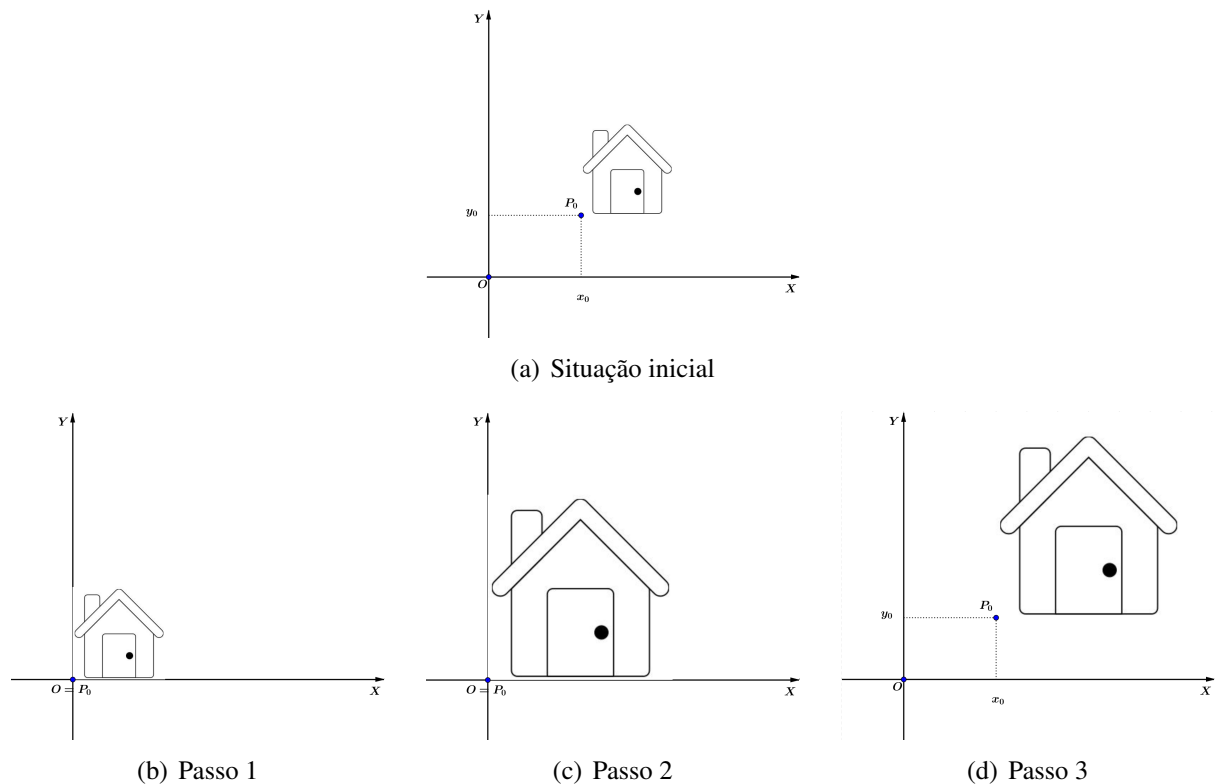 Y
P₀
y₀
O
x₀
X
(a) Situação inicial
Y
O = P₀
X
(b) Passo 1
Y
O = P₀
X
(c) Passo 2
Y
P₀
y₀
O
x₀
X
(d) Passo 3